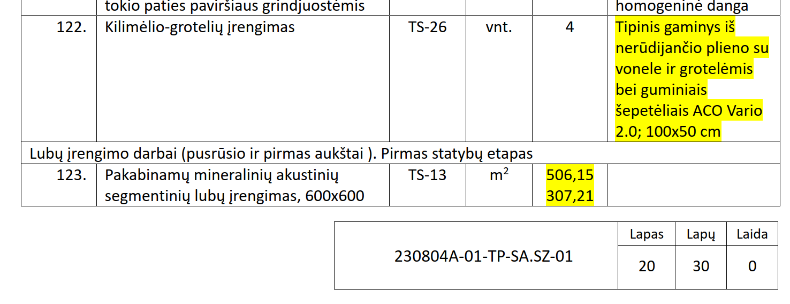 tokio paties paviršiaus grindjuostėmis
homogeninė danga
122. Kilimėlio-grotelių įrengimas TS-26 vnt. 4 Tipinis gaminys iš
nerūdijančio plieno su
vonele ir grotelėmis
bei guminiais
šepetėliais ACO Vario
2.0; 100x50 cm
Lubų įrengimo darbai (pusrūsio ir pirmas aukštai ). Pirmas statybų etapas
123. Pakabinamų mineralinių akustinių TS-13 m² 506,15
segmentinių lubų įrengimas, 600x600 307,21
Lapas Lapų Laida
230804A-01-TP-SA.SZ-01 20 30 0